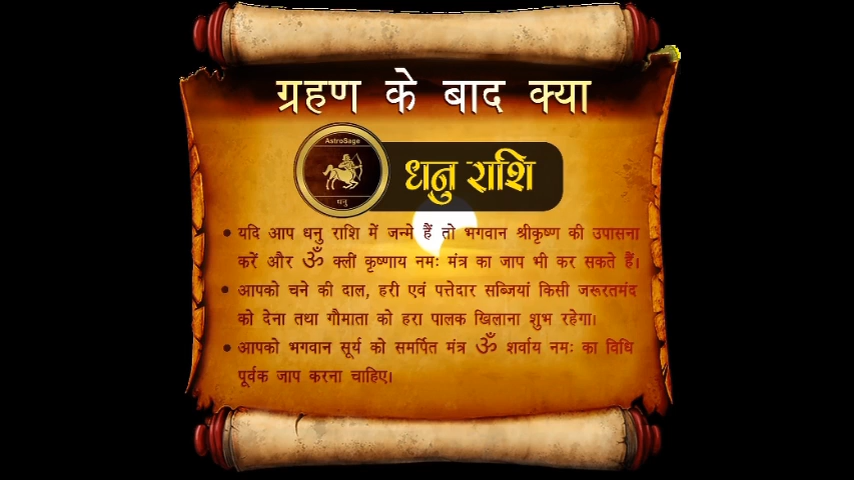 ग्रहण के बाद क्या
AstroSage
धनु
धनु राशि
• यदि आप धनु राशि में जन्मे हैं तो भगवान श्रीकृष्ण की उपासना
करें और ॐ क्लीं कृष्णाय नमः मंत्र का जाप भी कर सकते हैं।
• आपको चने की दाल, हरी एवं पत्तेदार सब्जियां किसी जरूरतमंद
को देना तथा गौमाता को हरा पालक खिलाना शुभ रहेगा।
• आपको भगवान सूर्य को समर्पित मंत्र ॐ शर्वाय नमः का विधि
पूर्वक जाप करना चाहिए।